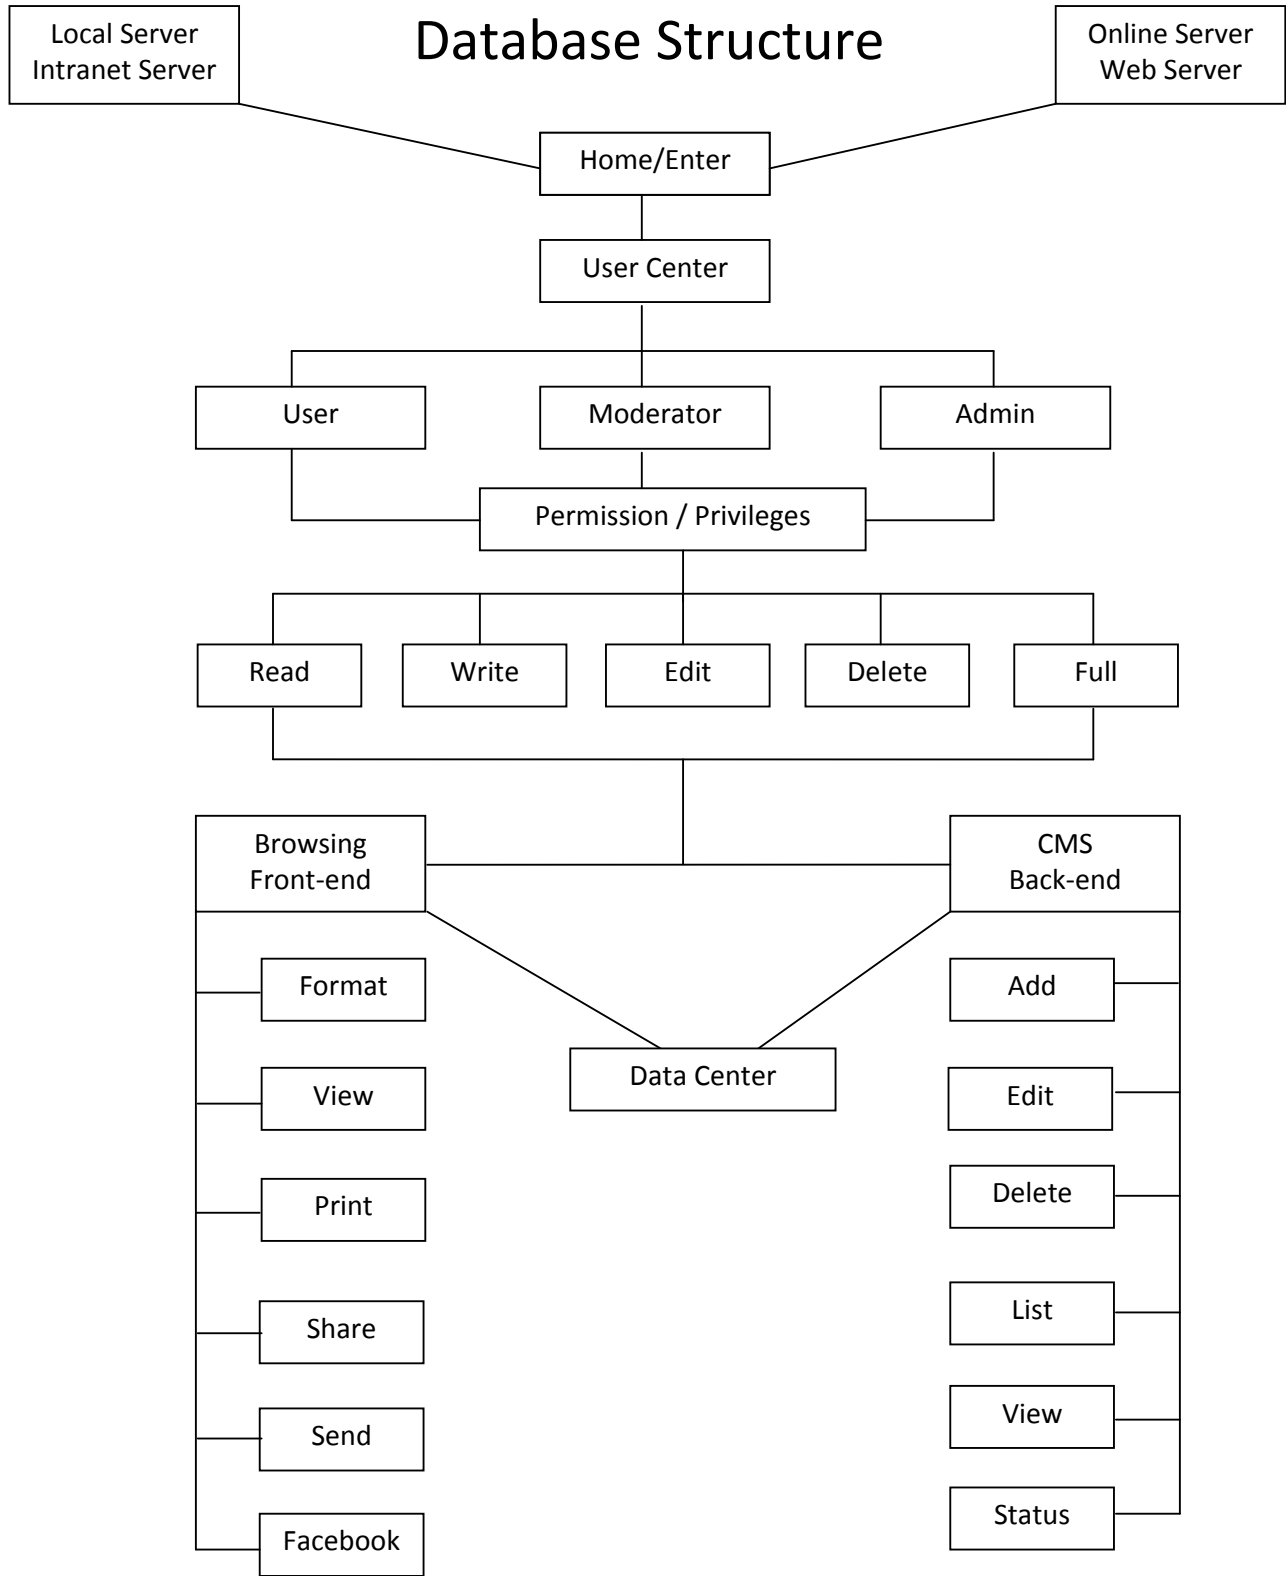 Database Structure
Local Server
Intranet Server
Online Server
Web Server
Home/Enter
User Center
User
Moderator
Admin
Permission / Privileges
Read
Write
Edit
Delete
Full
Browsing
Front-end
CMS
Back-end
Format
View
Print
Share
Send
Facebook
Data Center
Add
Edit
Delete
List
View
Status